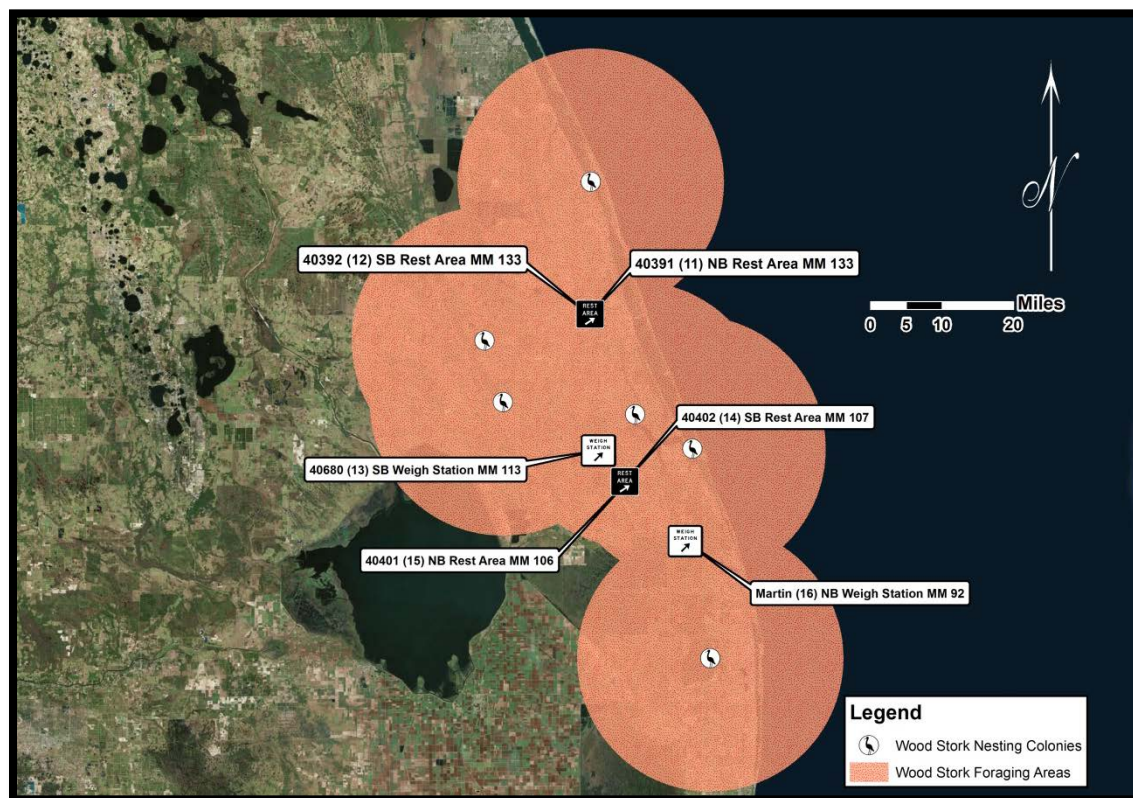 40392 (12) SB Rest Area MM 133
40391 (11) NB Rest Area MM 133
N
Miles
0 5 10 20
REST
AREA
40402 (14) SB Rest Area MM 107
WEIGH
STATION
40680 (13) SB Weigh Station MM 113
REST
AREA
40401 (15) NB Rest Area MM 106
WEIGH
STATION
Martin (16) NB Weigh Station MM 92
Legend
Wood Stork Nesting Colonies
Wood Stork Foraging Areas